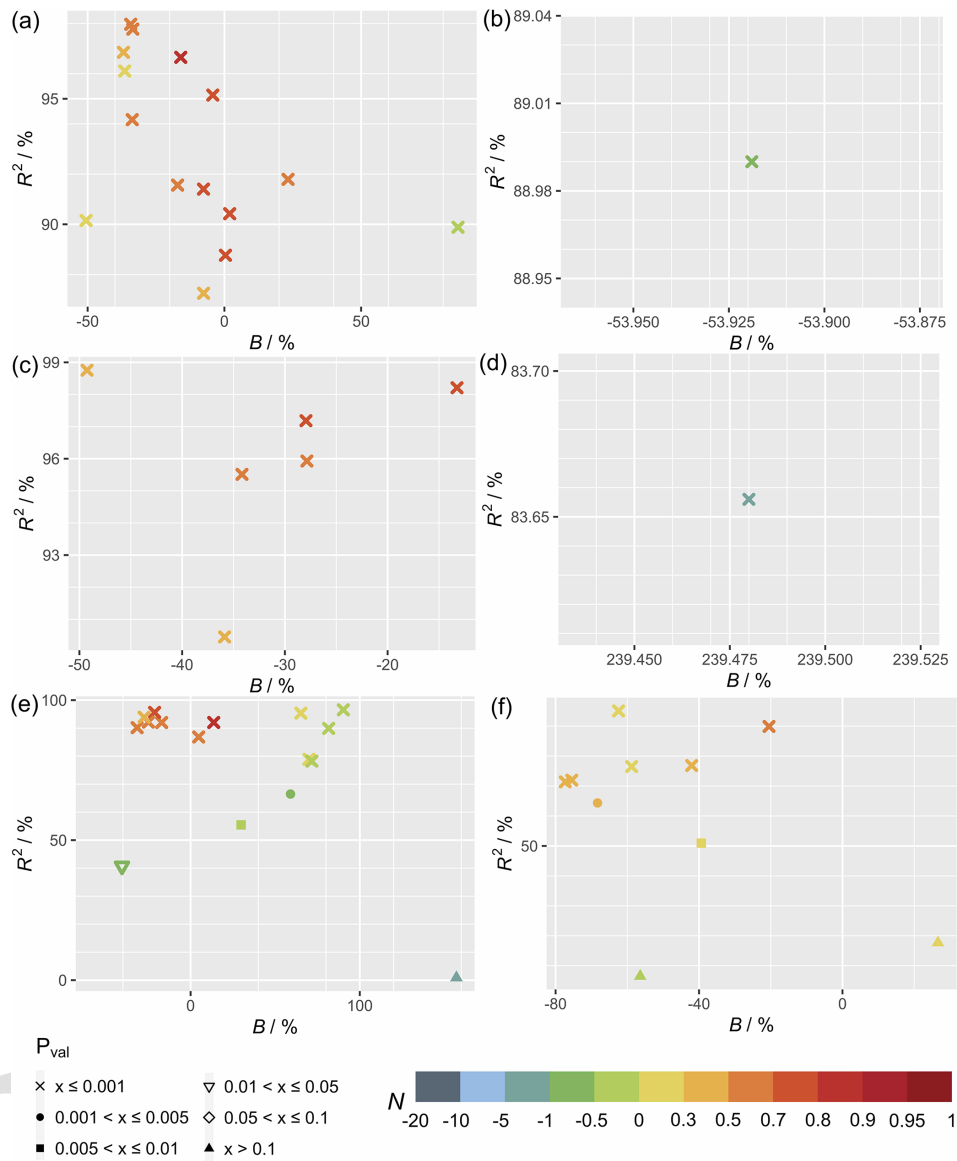 (a)
95
90
R² / %
-50 0 50
B / %
(b)
89.04
89.01
88.98
88.95
R² / %
-53.950 -53.925 -53.900 -53.875
B / %
(c)
99
96
93
R² / %
-50 -40 -30 -20
B / %
(d)
83.70
83.65
R² / %
239.450 239.475 239.500 239.525
B / %
(e)
100
50
0
R² / %
0 100
B / %
(f)
50
R² / %
-80 -40 0
B / %
Pval
x ≤ 0.001
0.001 < x ≤ 0.005
0.005 < x ≤ 0.01
0.01 < x ≤ 0.05
0.05 < x ≤ 0.1
x > 0.1
N
-20 -10 -5 -1 -0.5 0 0.3 0.5 0.7 0.8 0.9 0.95 1